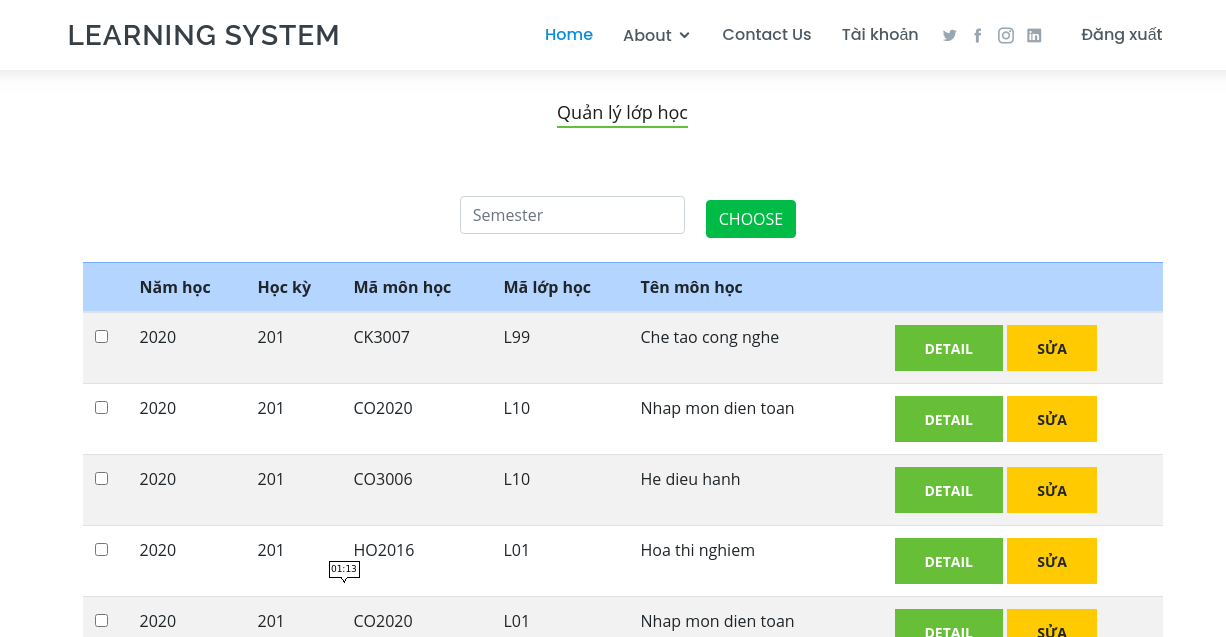 LEARNING SYSTEM Home About Contact Us Tài khoản Đăng xuất
Quản lý lớp học
Semester CHOOSE
Năm học Học kỳ Mã môn học Mã lớp học Tên môn học
2020 201 CK3007 L99 Che tao cong nghe DETAIL SỬA
2020 201 CO2020 L10 Nhap mon dien toan DETAIL SỬA
2020 201 CO3006 L10 He dieu hanh DETAIL SỬA
2020 201 HO2016 L01 Hoa thi nghiem DETAIL SỬA
01:13
2020 201 CO2020 L01 Nhap mon dien toan DETAIL SỬA